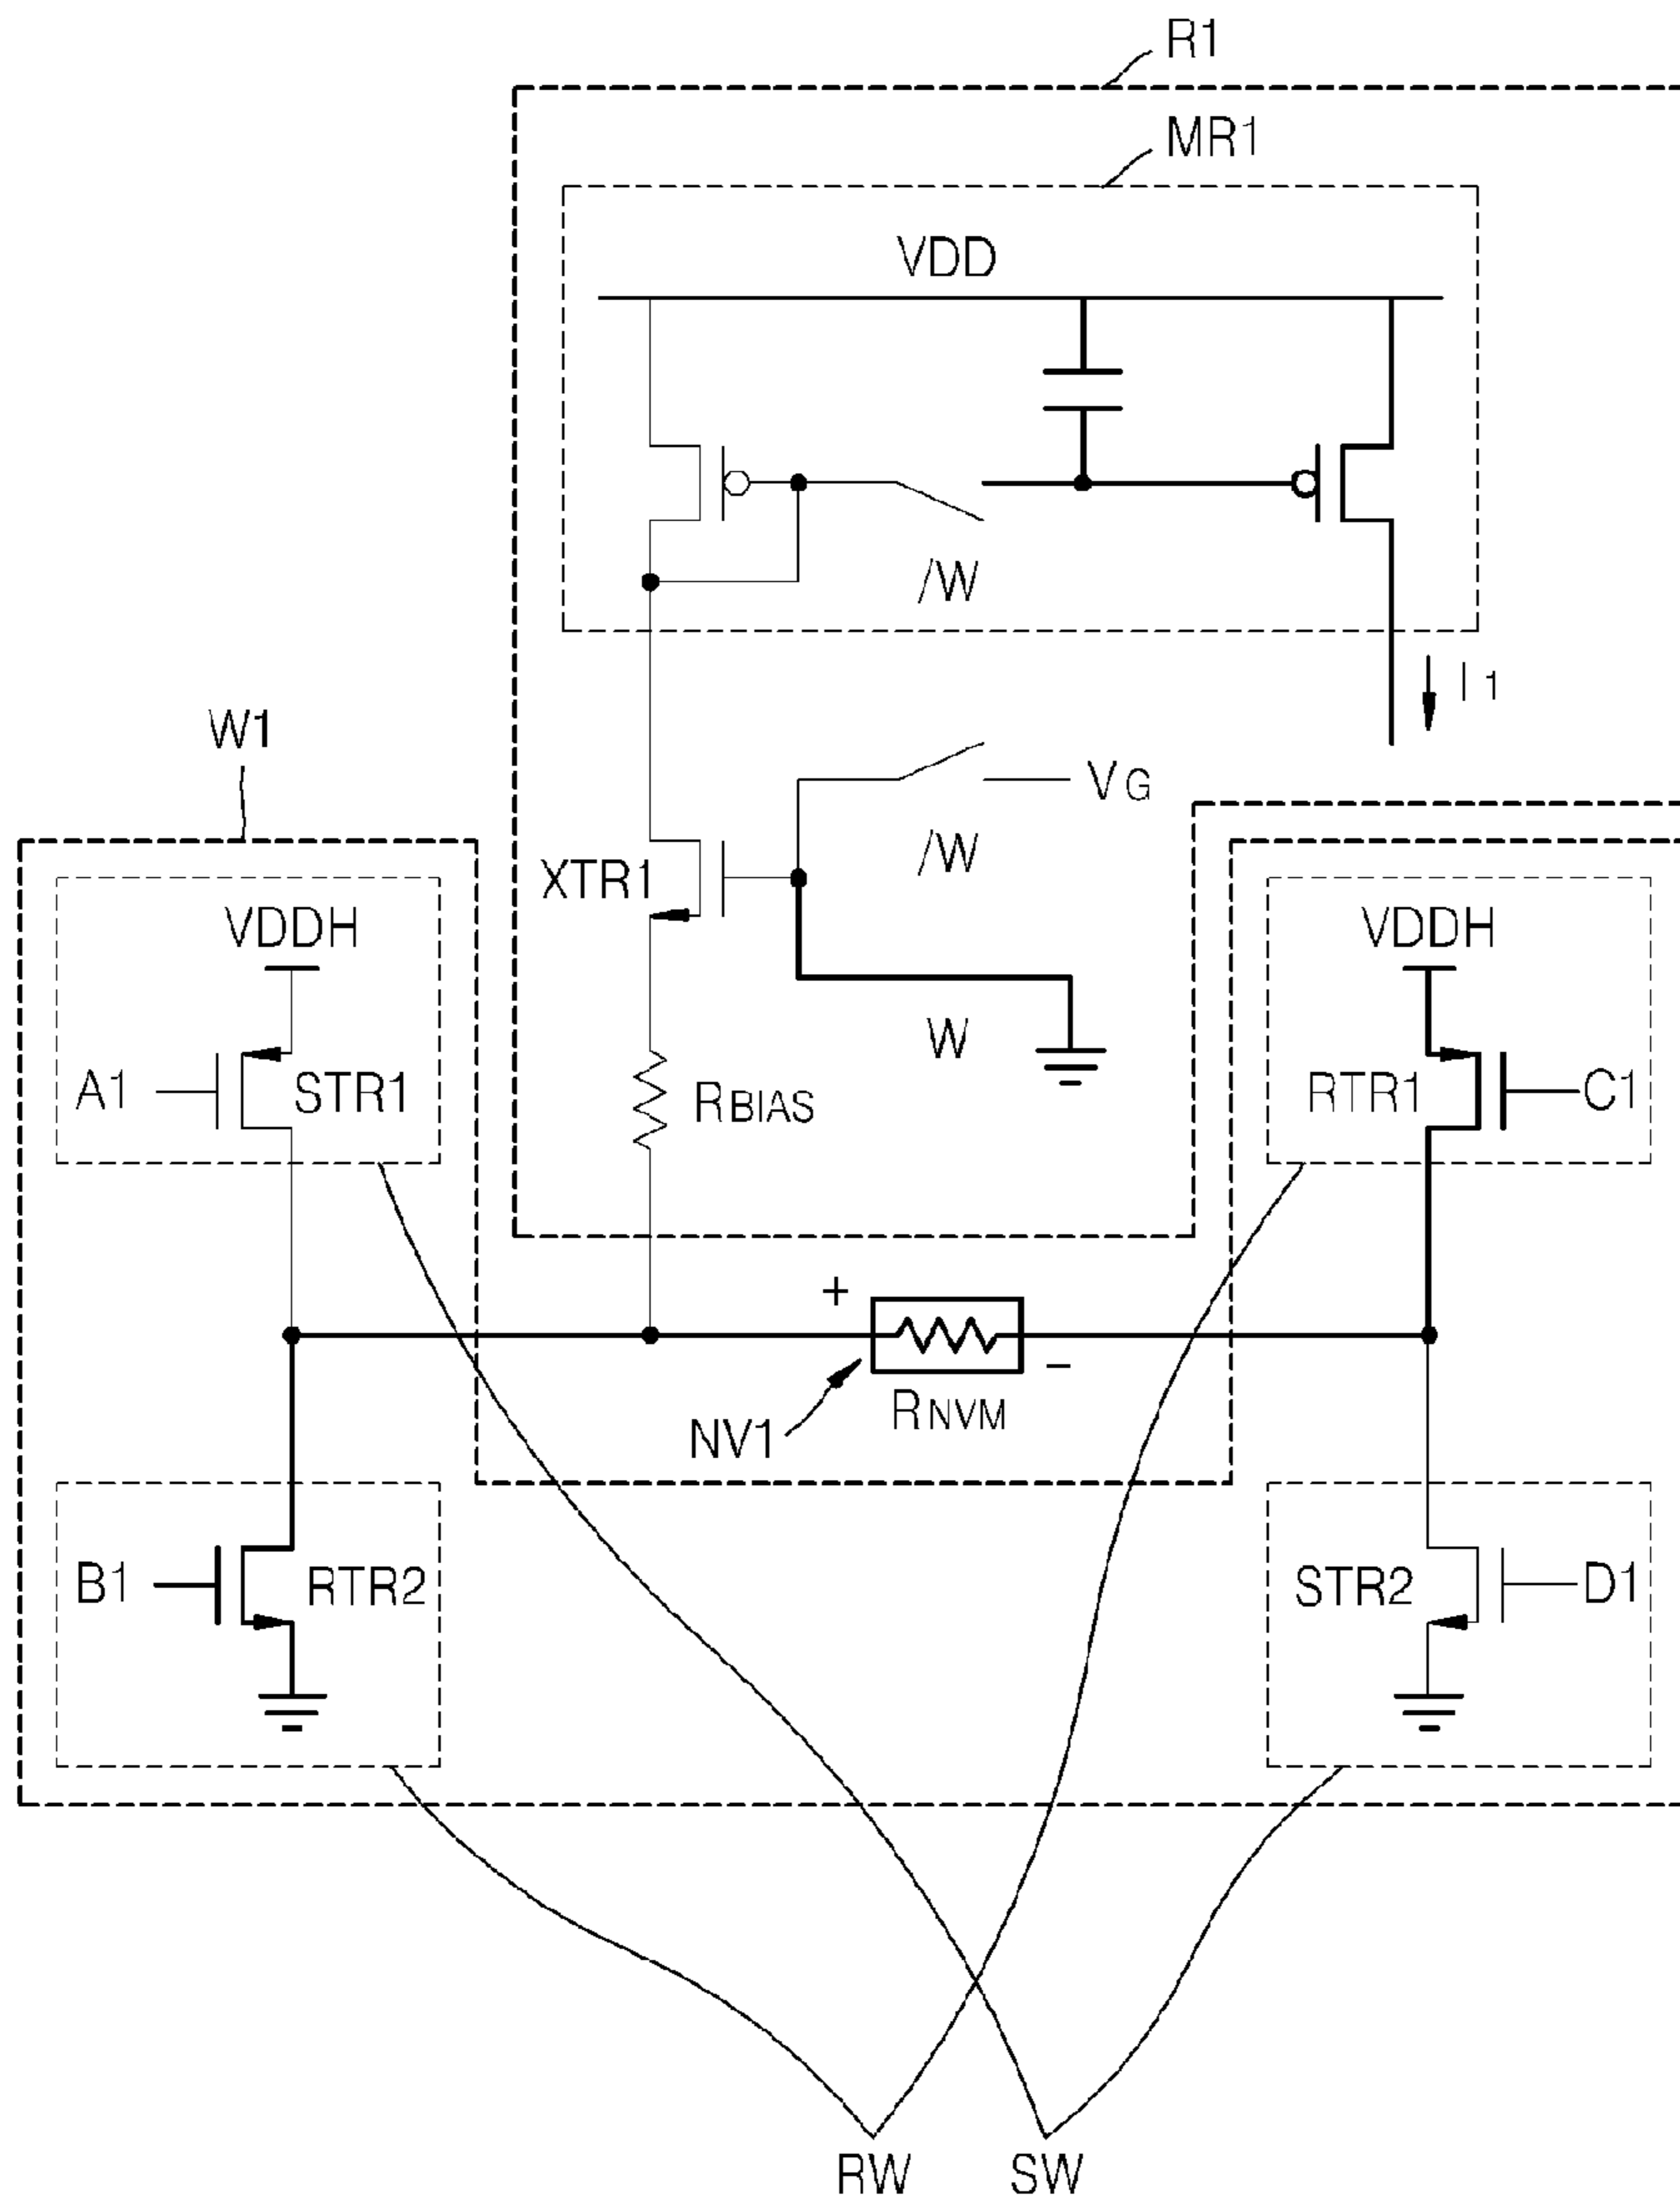 R1
MR1
VDD
/W
I1
W1
VG
/W
XTR1
VDDH
VDDH
W
A1
STR1
RBIAS
RTR1
C1
+
−
RNVM
NV1
B1
RTR2
STR2
D1
RW
SW